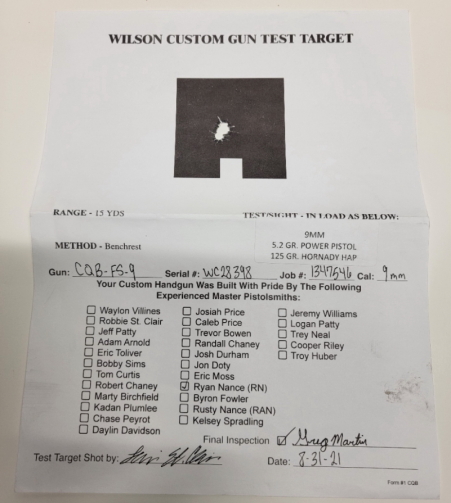 WILSON CUSTOM GUN TEST TARGET
RANGE - 15 YDS TEST/SIGHT - IN LOAD AS BELOW:
9MM
METHOD - Benchrest 5.2 GR. POWER PISTOL
125 GR. HORNADY HAP
Gun: CQB-FS-9 Serial #: WC28398 Job #: 1347546 Cal: 9mm
Your Custom Handgun Was Built With Pride By The Following
Experienced Master Pistolsmiths:
Waylon Villines Josiah Price Jeremy Williams
Robbie St. Clair Caleb Price Logan Patty
Jeff Patty Trevor Bowen Trey Neal
Adam Arnold Randall Chaney Cooper Riley
Eric Toliver Josh Durham Troy Huber
Bobby Sims Jon Doty
Tom Curtis Eric Moss
Robert Chaney Ryan Nance (RN)
Marty Birchfield Byron Fowler
Kadan Plumlee Rusty Nance (RAN)
Chase Peyrot Kelsey Spradling
Daylin Davidson
Final Inspection Greg Martin
Test Target Shot by: Date: 8-31-21
Form #1 CQB